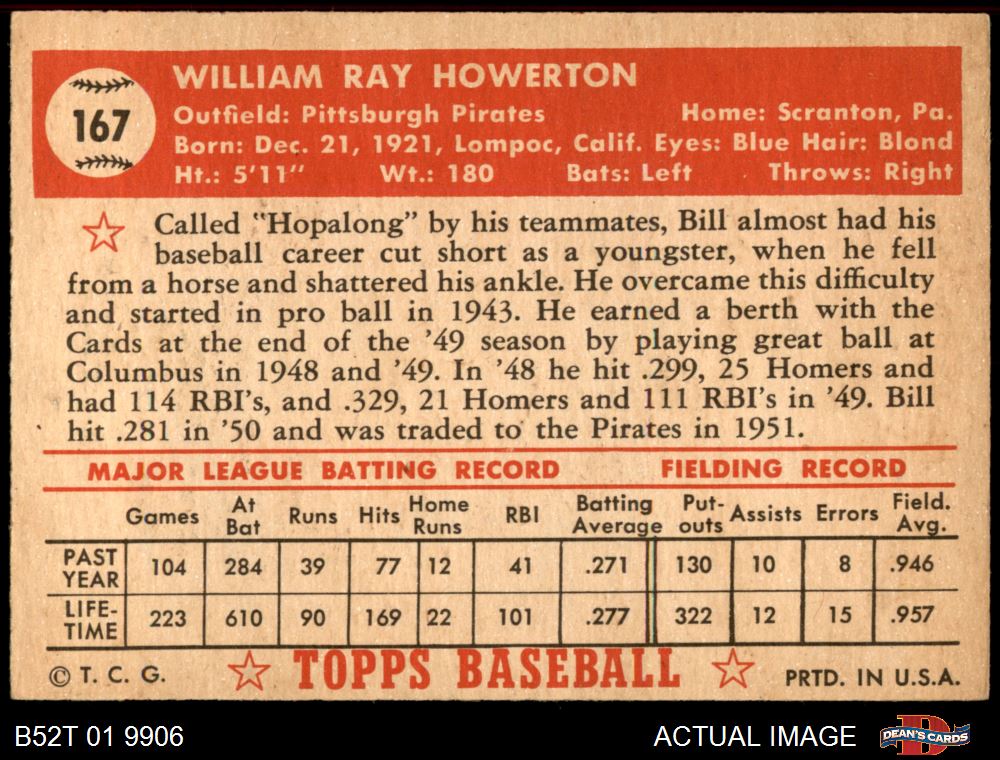 167
WILLIAM RAY HOWERTON
Outfield: Pittsburgh Pirates Home: Scranton, Pa.
Born: Dec. 21, 1921, Lompoc, Calif. Eyes: Blue Hair: Blond
Ht.: 5'11" Wt.: 180 Bats: Left Throws: Right
Called "Hopalong" by his teammates, Bill almost had his
baseball career cut short as a youngster, when he fell
from a horse and shattered his ankle. He overcame this difficulty
and started in pro ball in 1943. He earned a berth with the
Cards at the end of the '49 season by playing great ball at
Columbus in 1948 and '49. In '48 he hit .299, 25 Homers and
had 114 RBI's, and .329, 21 Homers and 111 RBI's in '49. Bill
hit .281 in '50 and was traded to the Pirates in 1951.
MAJOR LEAGUE BATTING RECORD FIELDING RECORD
Games At Bat Runs Hits Home Runs RBI Batting Average Put-outs Assists Errors Field. Avg.
PAST YEAR 104 284 39 77 12 41 .271 130 10 8 .946
LIFE-TIME 223 610 90 169 22 101 .277 322 12 15 .957
© T. C. G. TOPPS BASEBALL PRTD. IN U.S.A.
B52T 01 9906 ACTUAL IMAGE D DEAN'S CARDS